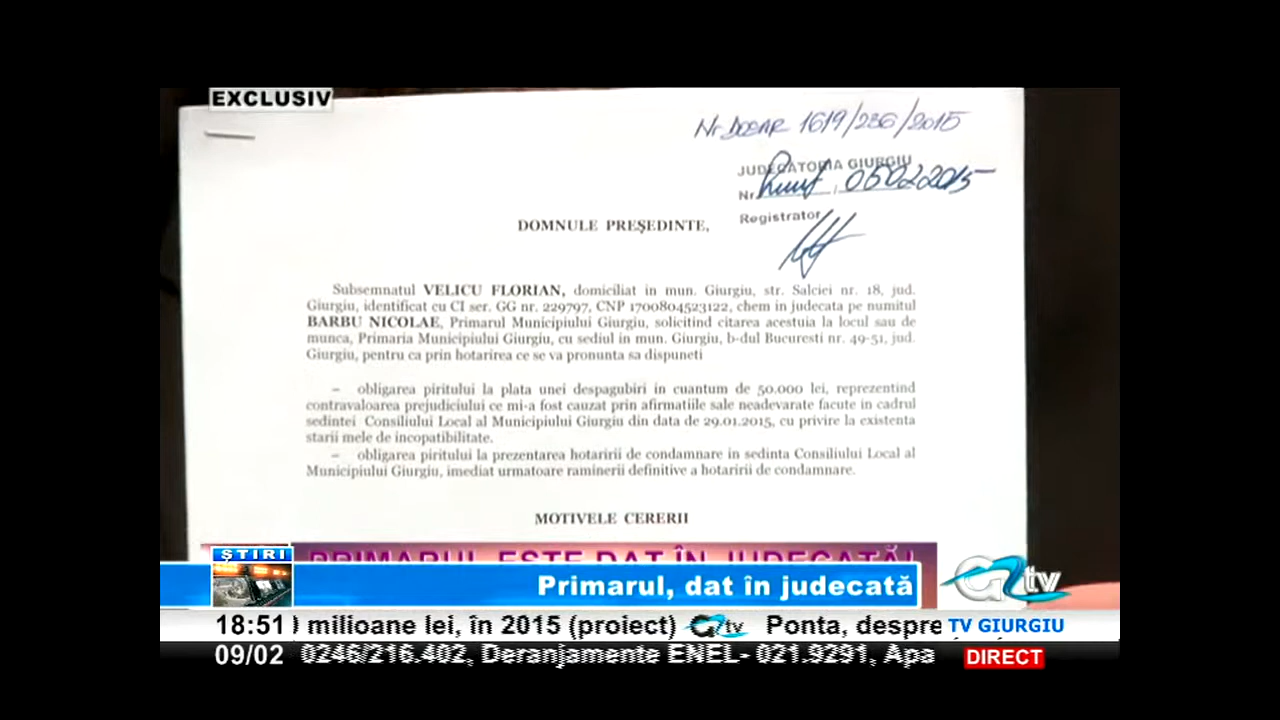 EXCLUSIV
Nr DOSAR 1619/236/2015
JUDECATORIA GIURGIU
Nr. / 05022015
Registrator
DOMNULE PREŞEDINTE,
Subsemnatul VELICU FLORIAN, domiciliat in mun. Giurgiu, str. Salciei nr. 18, jud.
Giurgiu, identificat cu CI ser. GG nr. 229797, CNP 1700804523122, chem in judecata pe numitul
BARBU NICOLAE, Primarul Municipiului Giurgiu, solicitind citarea acestuia la locul sau de
munca, Primaria Municipiului Giurgiu, cu sediul in mun. Giurgiu, b-dul Bucuresti nr. 49-51, jud.
Giurgiu, pentru ca prin hotarirea ce se va pronunta sa dispuneti
– obligarea piritului la plata unei despagubiri in cuantum de 50.000 lei, reprezentind
contravaloarea prejudiciului ce mi-a fost cauzat prin afirmatiile sale neadevarate facute in cadrul
sedintei Consiliului Local al Municipiului Giurgiu din data de 29.01.2015, cu privire la existenta
starii mele de incopatibilitate.
– obligarea piritului la prezentarea hotaririi de condamnare in sedinta Consiliului Local al
Municipiului Giurgiu, imediat urmatoare raminerii definitive a hotaririi de condamnare.
MOTIVELE CERERII
PRIMARUL ESTE DAT ÎN JUDECATĂ!
ŞTIRI
Primarul, dat în judecată
tv
18:51 milioane lei, în 2015 (proiect) tv Ponta, despre TV GIURGIU
09/02 0246/216.402, Deranjamente ENEL- 021.9291, Apa DIRECT